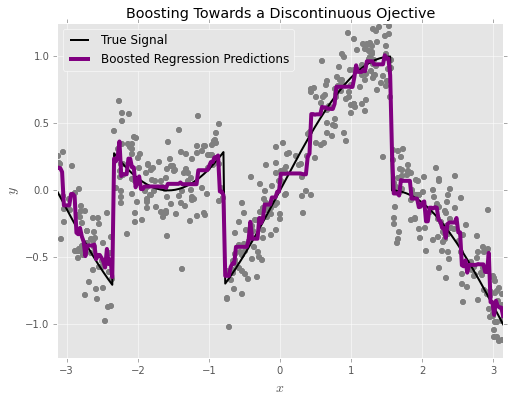 Boosting Towards a Discontinuous Ojective
True Signal
Boosted Regression Predictions
1.0
0.5
0.0
−0.5
−1.0
y
−3 −2 −1 0 1 2 3
x